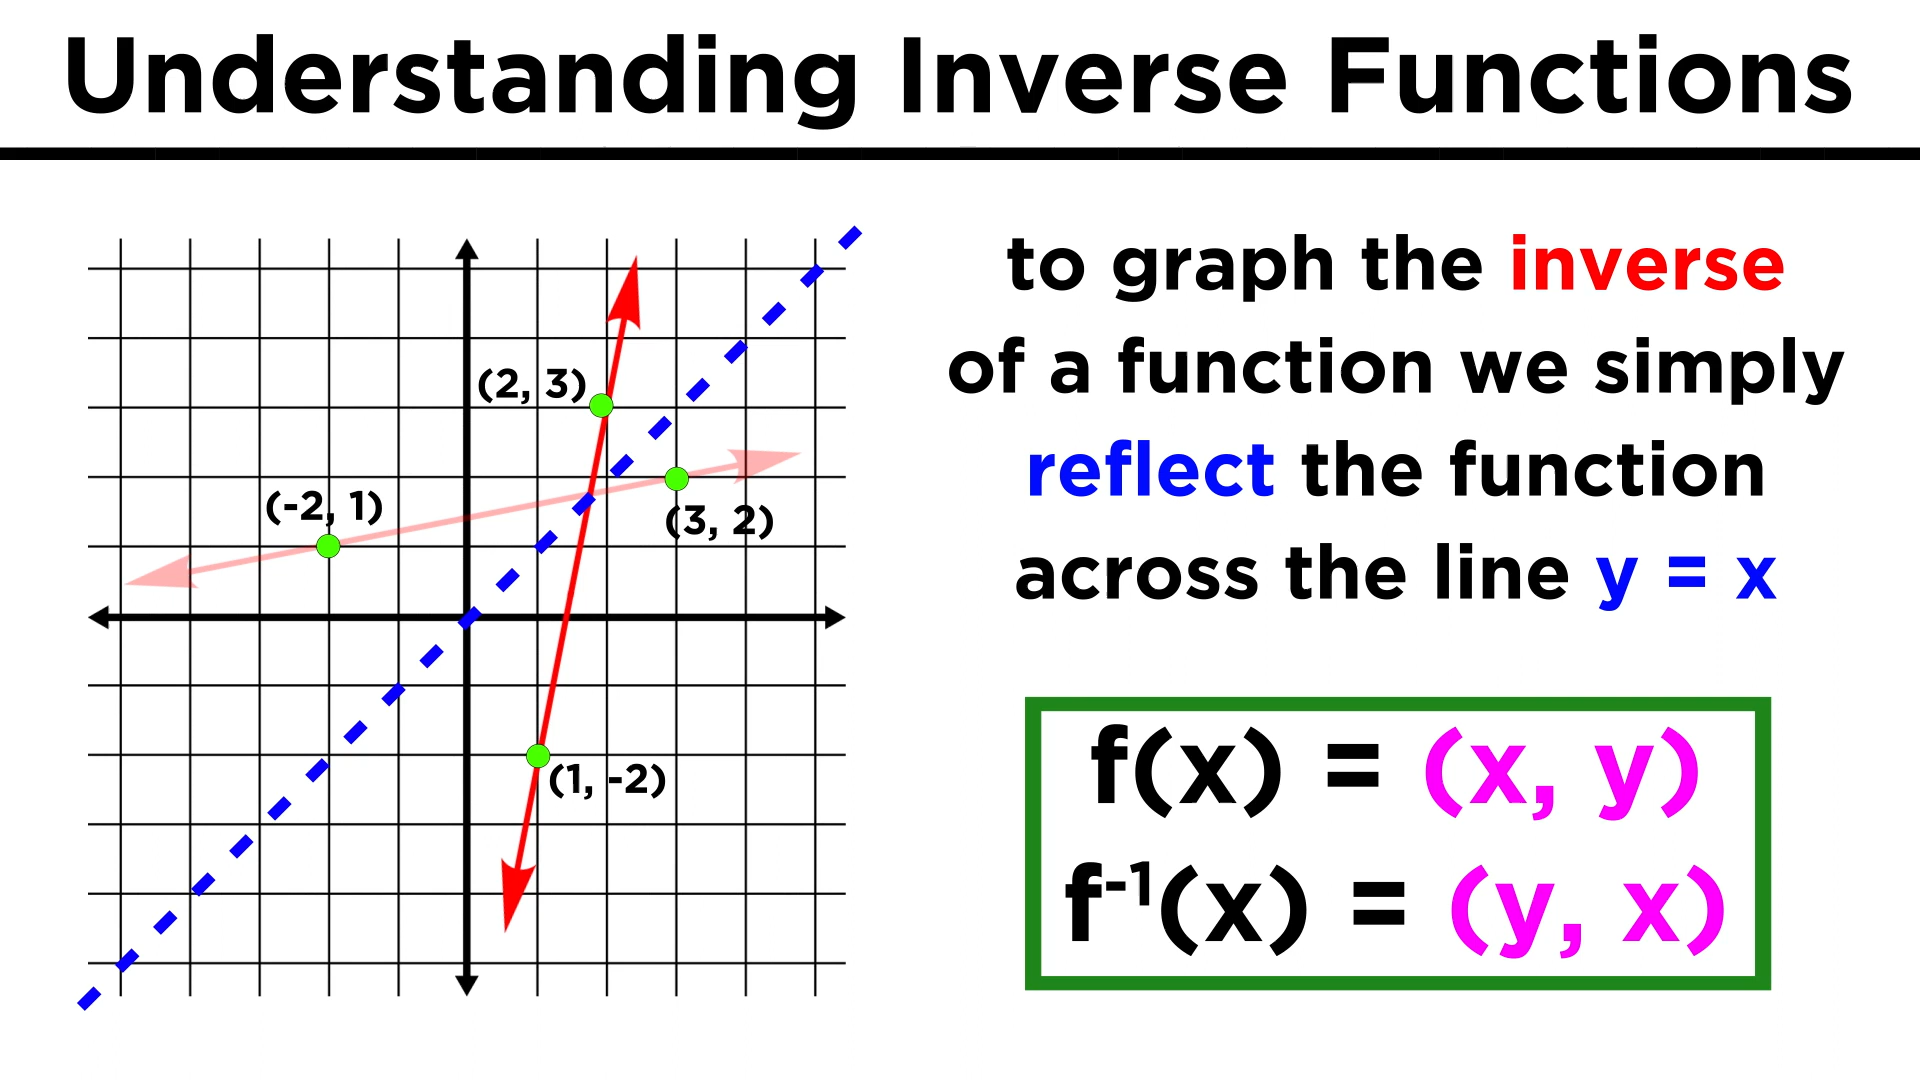 Understanding Inverse Functions
to graph the inverse
of a function we simply
reflect the function
across the line y = x
(2, 3)
(-2, 1)
(3, 2)
(1, -2)
f(x) = (x, y)
f⁻¹(x) = (y, x)